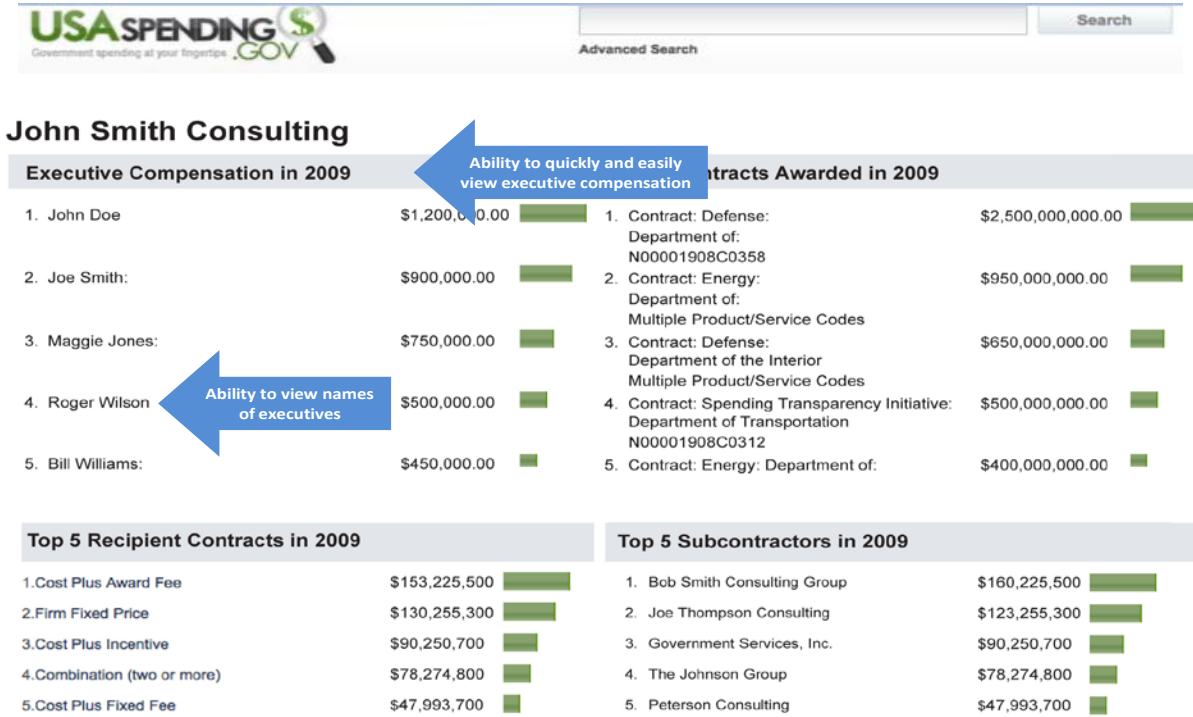 USASPENDING.GOV
Government spending at your fingertips
Search
Advanced Search
John Smith Consulting
Executive Compensation in 2009
Ability to quickly and easily
view executive compensation
Contracts Awarded in 2009
1. John Doe $1,200,000.00
2. Joe Smith: $900,000.00
3. Maggie Jones: $750,000.00
4. Roger Wilson $500,000.00
Ability to view names
of executives
5. Bill Williams: $450,000.00
1. Contract: Defense: $2,500,000,000.00
Department of:
N00001908C0358
2. Contract: Energy: $950,000,000.00
Department of:
Multiple Product/Service Codes
3. Contract: Defense: $650,000,000.00
Department of the Interior
Multiple Product/Service Codes
4. Contract: Spending Transparency Initiative: $500,000,000.00
Department of Transportation
N00001908C0312
5. Contract: Energy: Department of: $400,000,000.00
Top 5 Recipient Contracts in 2009
1.Cost Plus Award Fee $153,225,500
2.Firm Fixed Price $130,255,300
3.Cost Plus Incentive $90,250,700
4.Combination (two or more) $78,274,800
5.Cost Plus Fixed Fee $47,993,700
Top 5 Subcontractors in 2009
1. Bob Smith Consulting Group $160,225,500
2. Joe Thompson Consulting $123,255,300
3. Government Services, Inc. $90,250,700
4. The Johnson Group $78,274,800
5. Peterson Consulting $47,993,700